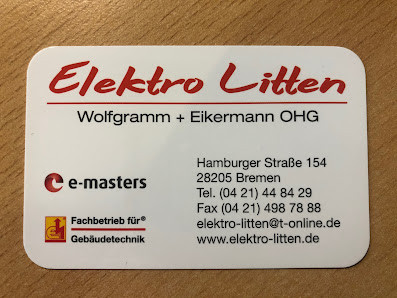 Elektro Litten
Wolfgramm + Eikermann OHG
Hamburger Straße 154
28205 Bremen
Tel. (04 21) 44 84 29
Fax (04 21) 498 78 88
elektro-litten@t-online.de
www.elektro-litten.de
e-masters
Fachbetrieb für®
Gebäudetechnik